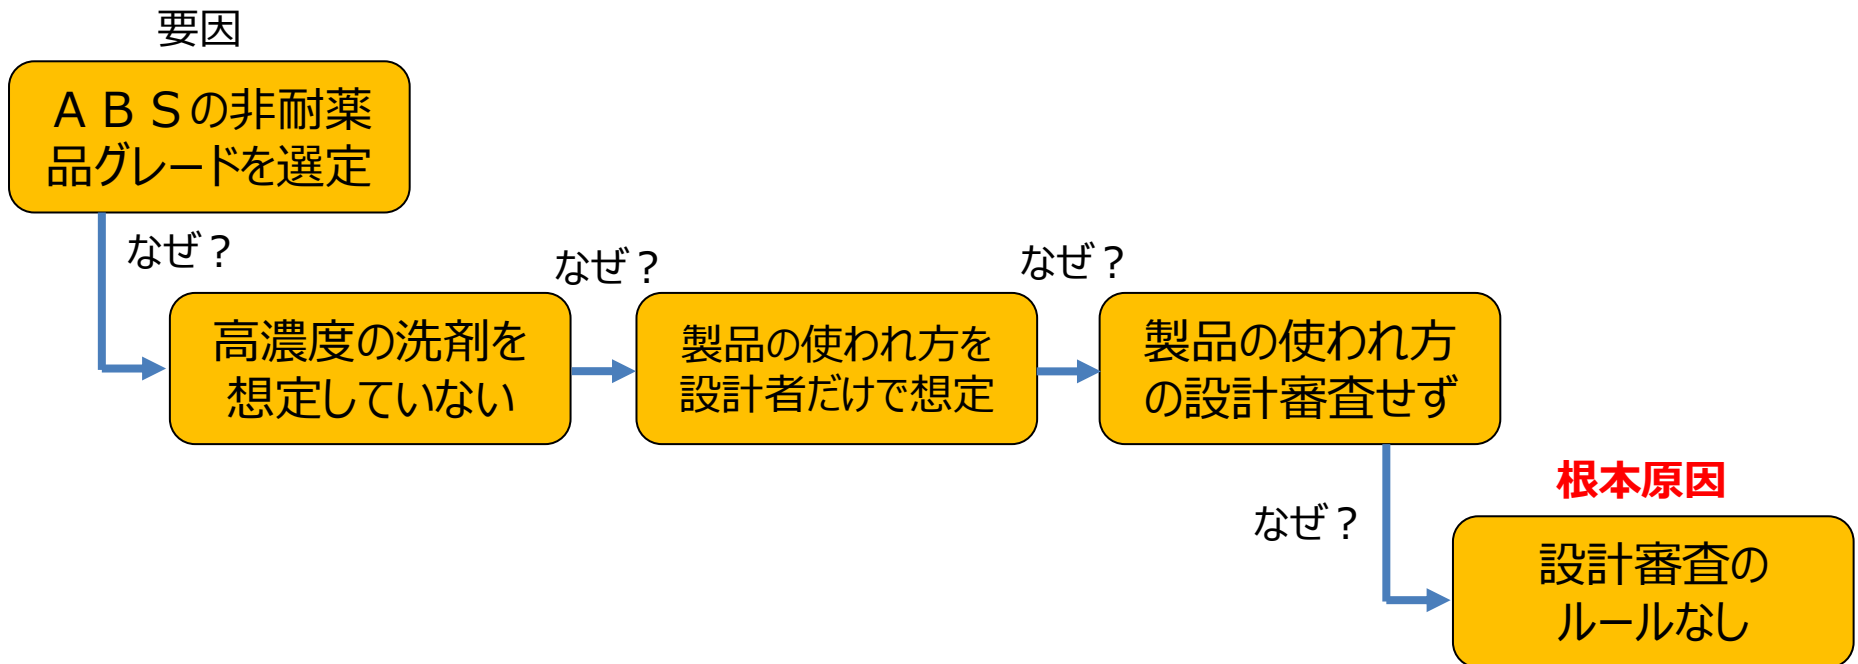 要因
ＡＢＳの非耐薬
品グレードを選定
なぜ？
高濃度の洗剤を
想定していない
なぜ？
製品の使われ方を
設計者だけで想定
なぜ？
製品の使われ方
の設計審査せず
なぜ？
根本原因
設計審査の
ルールなし